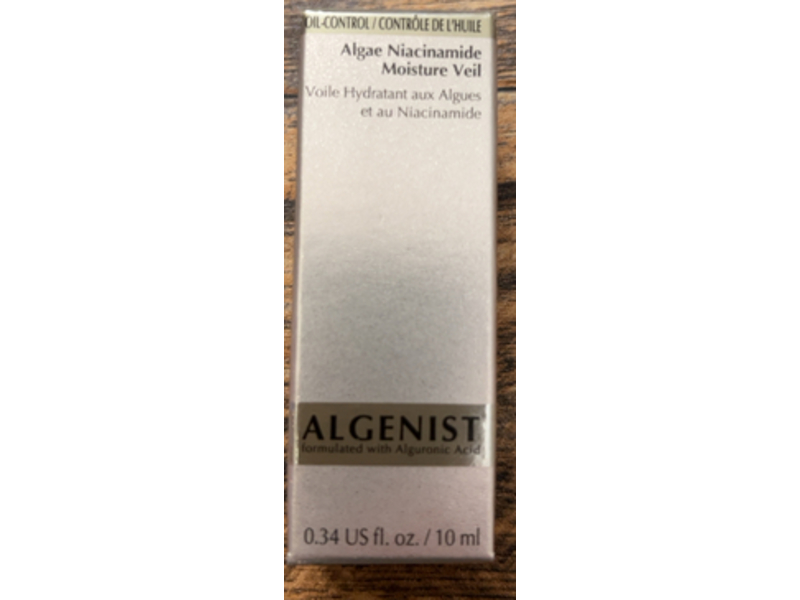 OIL-CONTROL / CONTRÔLE DE L'HUILE
Algae Niacinamide
Moisture Veil
Voile Hydratant aux Algues
et au Niacinamide
ALGENIST
formulated with Alguronic Acid
0.34 US fl. oz. / 10 ml